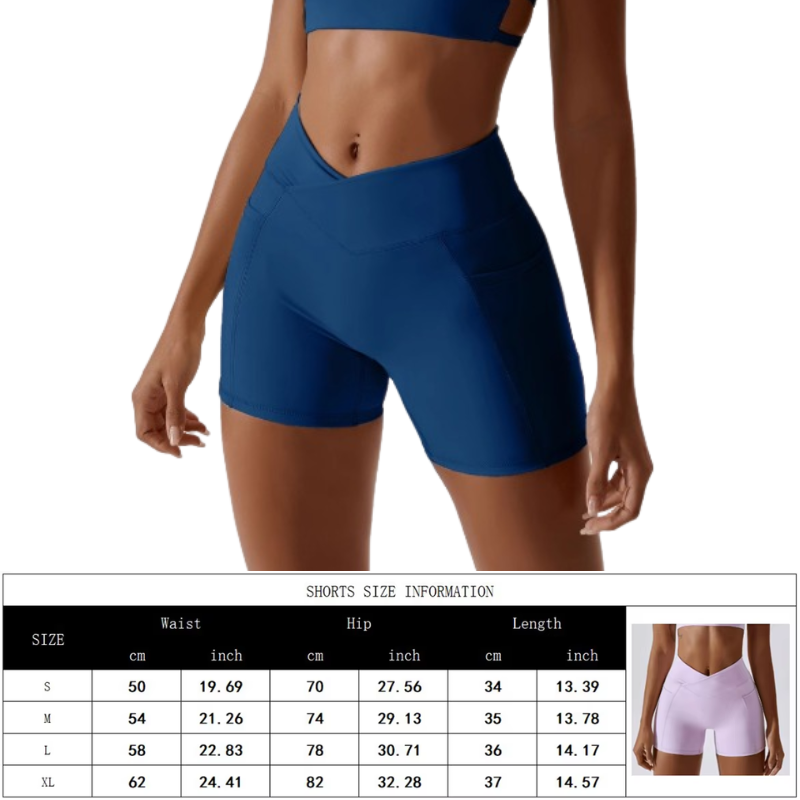 SHORTS SIZE INFORMATION
SIZE Waist Hip Length
cm inch cm inch cm inch
S 50 19.69 70 27.56 34 13.39
M 54 21.26 74 29.13 35 13.78
L 58 22.83 78 30.71 36 14.17
XL 62 24.41 82 32.28 37 14.57